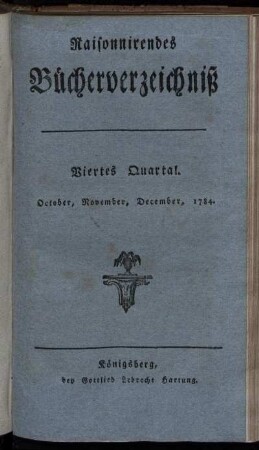 Raisonnirendes
Bücherverzeichniß
Viertes Quartal.
October, November, December, 1784.
Königsberg,
bey Gottlieb Lebrecht Hartung.